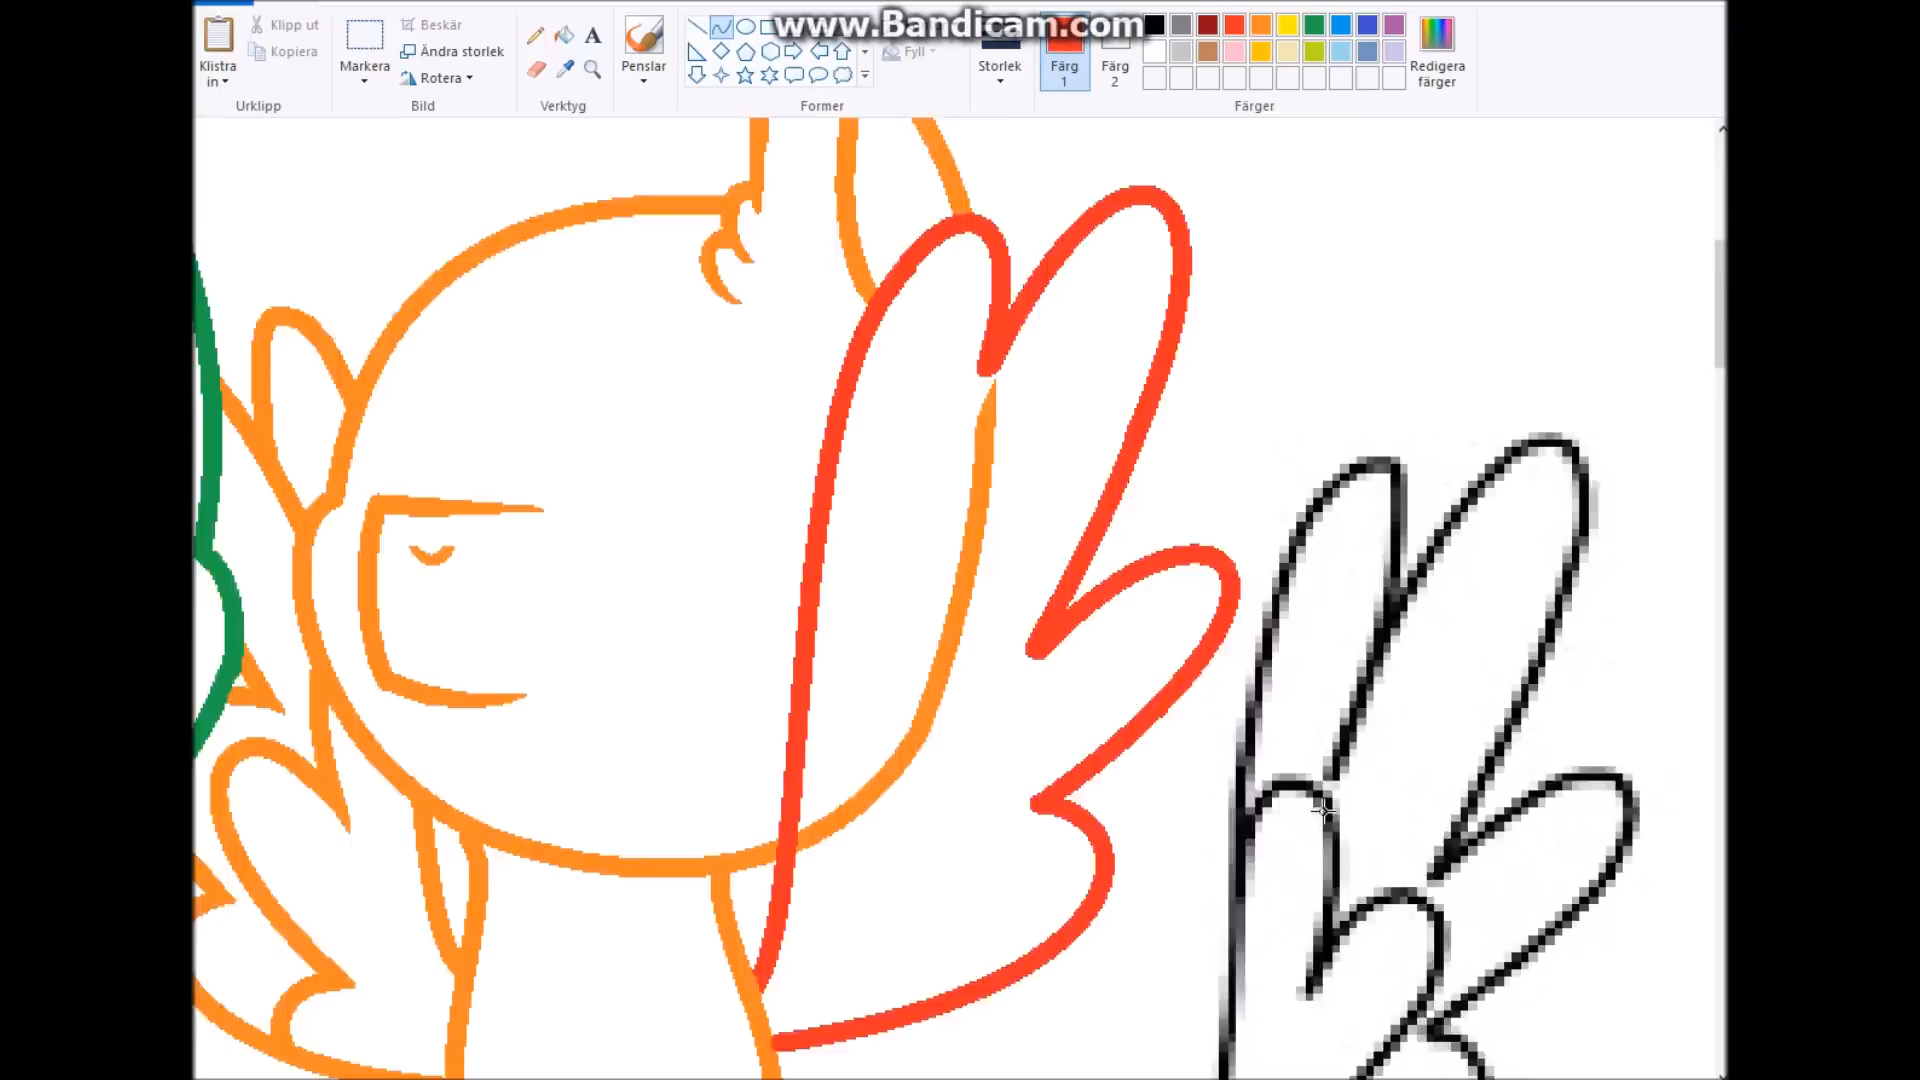 www.Bandicam.com
Klipp ut
Kopiera
Klistra
in
Urklipp
Beskär
Ändra storlek
Rotera
Markera
Bild
A
Verktyg
Penslar
Fyll
Former
Storlek
Färg
1
Färg
2
Redigera
färger
Färger